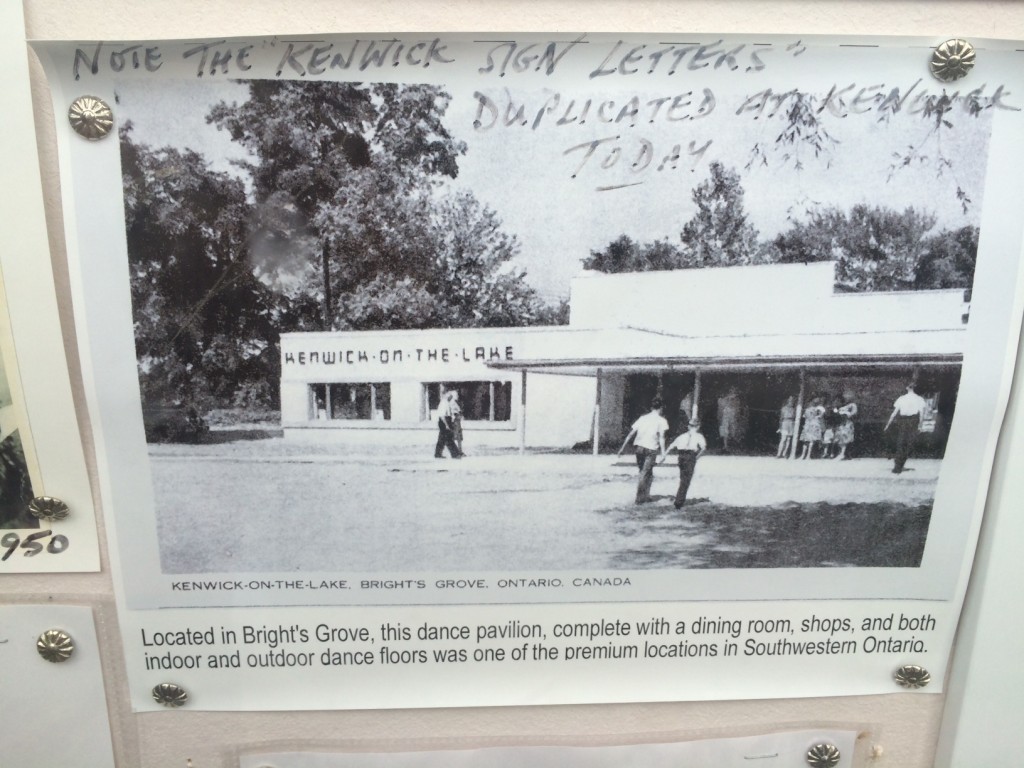 NOTE THE "KENWICK SIGN LETTERS"
DUPLICATED AT KENWICK
TODAY
KENWICK·ON·THE·LAKE
950
KENWICK-ON-THE-LAKE, BRIGHT'S GROVE, ONTARIO, CANADA
Located in Bright's Grove, this dance pavilion, complete with a dining room, shops, and both
indoor and outdoor dance floors was one of the premium locations in Southwestern Ontario.